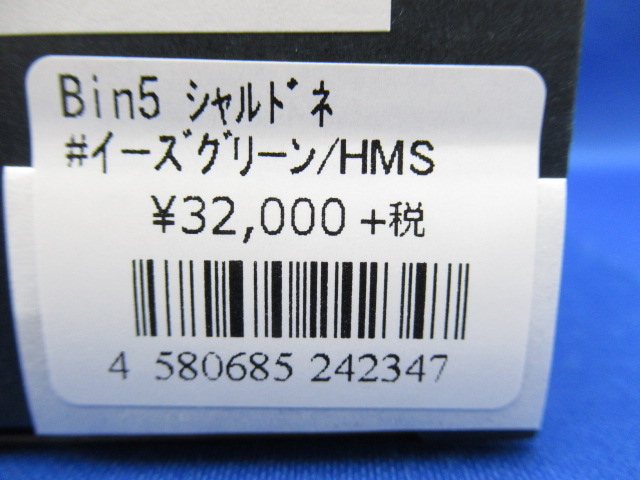 Bin5 ｼｬﾙﾄﾞﾈ
#ｲｰｽﾞｸﾞﾘｰﾝ/HMS
¥32,000 +税
4 580685 242347